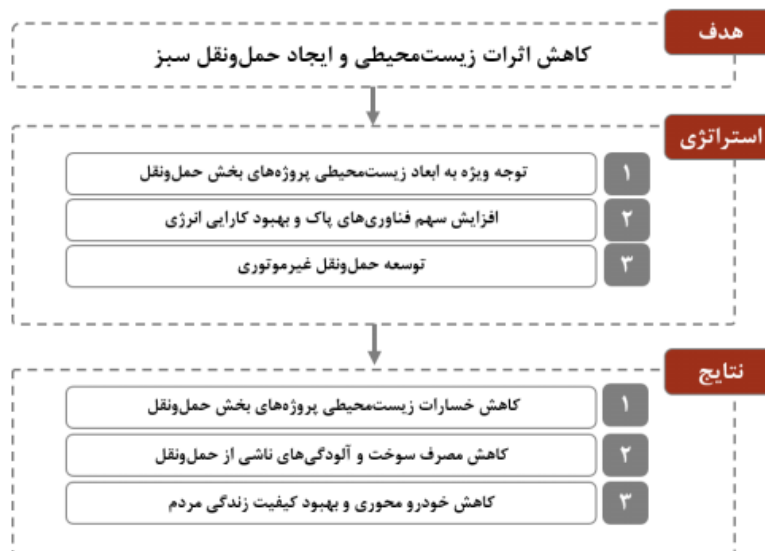 هدف
کاهش اثرات زیست‌محیطی و ایجاد حمل‌ونقل سبز
استراتژی
۱ توجه ویژه به ابعاد زیست‌محیطی پروژه‌های بخش حمل‌ونقل
۲ افزایش سهم فناوری‌های پاک و بهبود کارایی انرژی
۳ توسعه حمل‌ونقل غیرموتوری
نتایج
۱ کاهش خسارات زیست‌محیطی پروژه‌های بخش حمل‌ونقل
۲ کاهش مصرف سوخت و آلودگی‌های ناشی از حمل‌ونقل
۳ کاهش خودرو محوری و بهبود کیفیت زندگی مردم